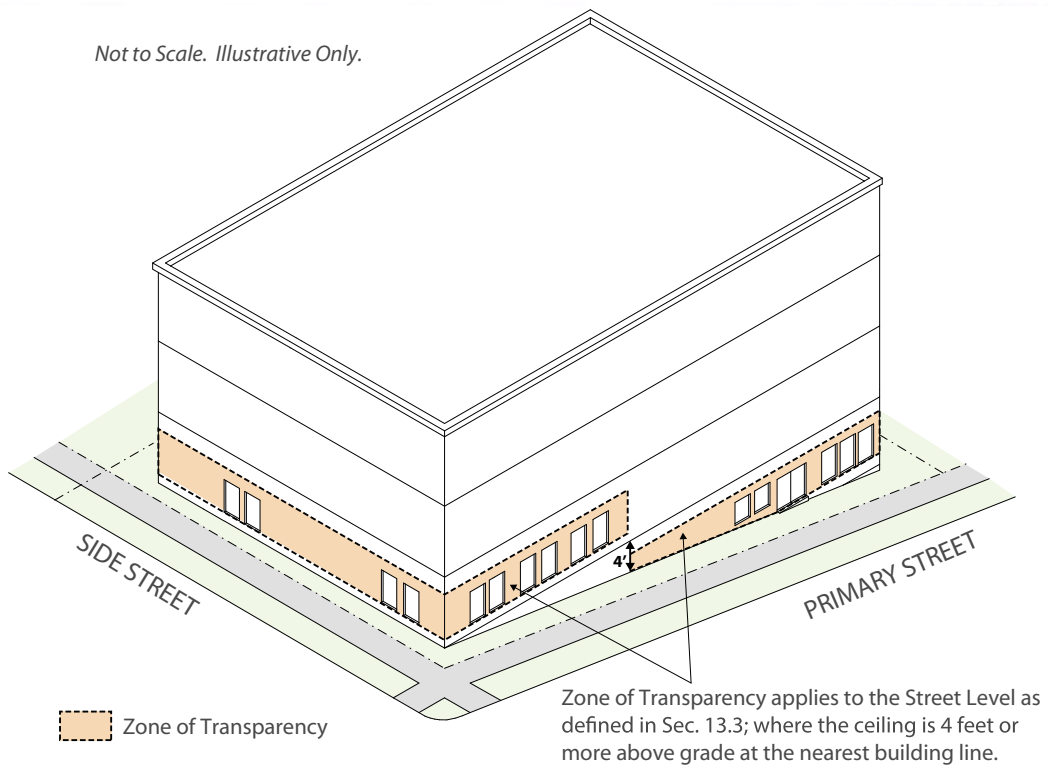 Not to Scale.  Illustrative Only.
4'
SIDE STREET
PRIMARY STREET
Zone of Transparency
Zone of Transparency applies to the Street Level as
defined in Sec. 13.3; where the ceiling is 4 feet or
more above grade at the nearest building line.